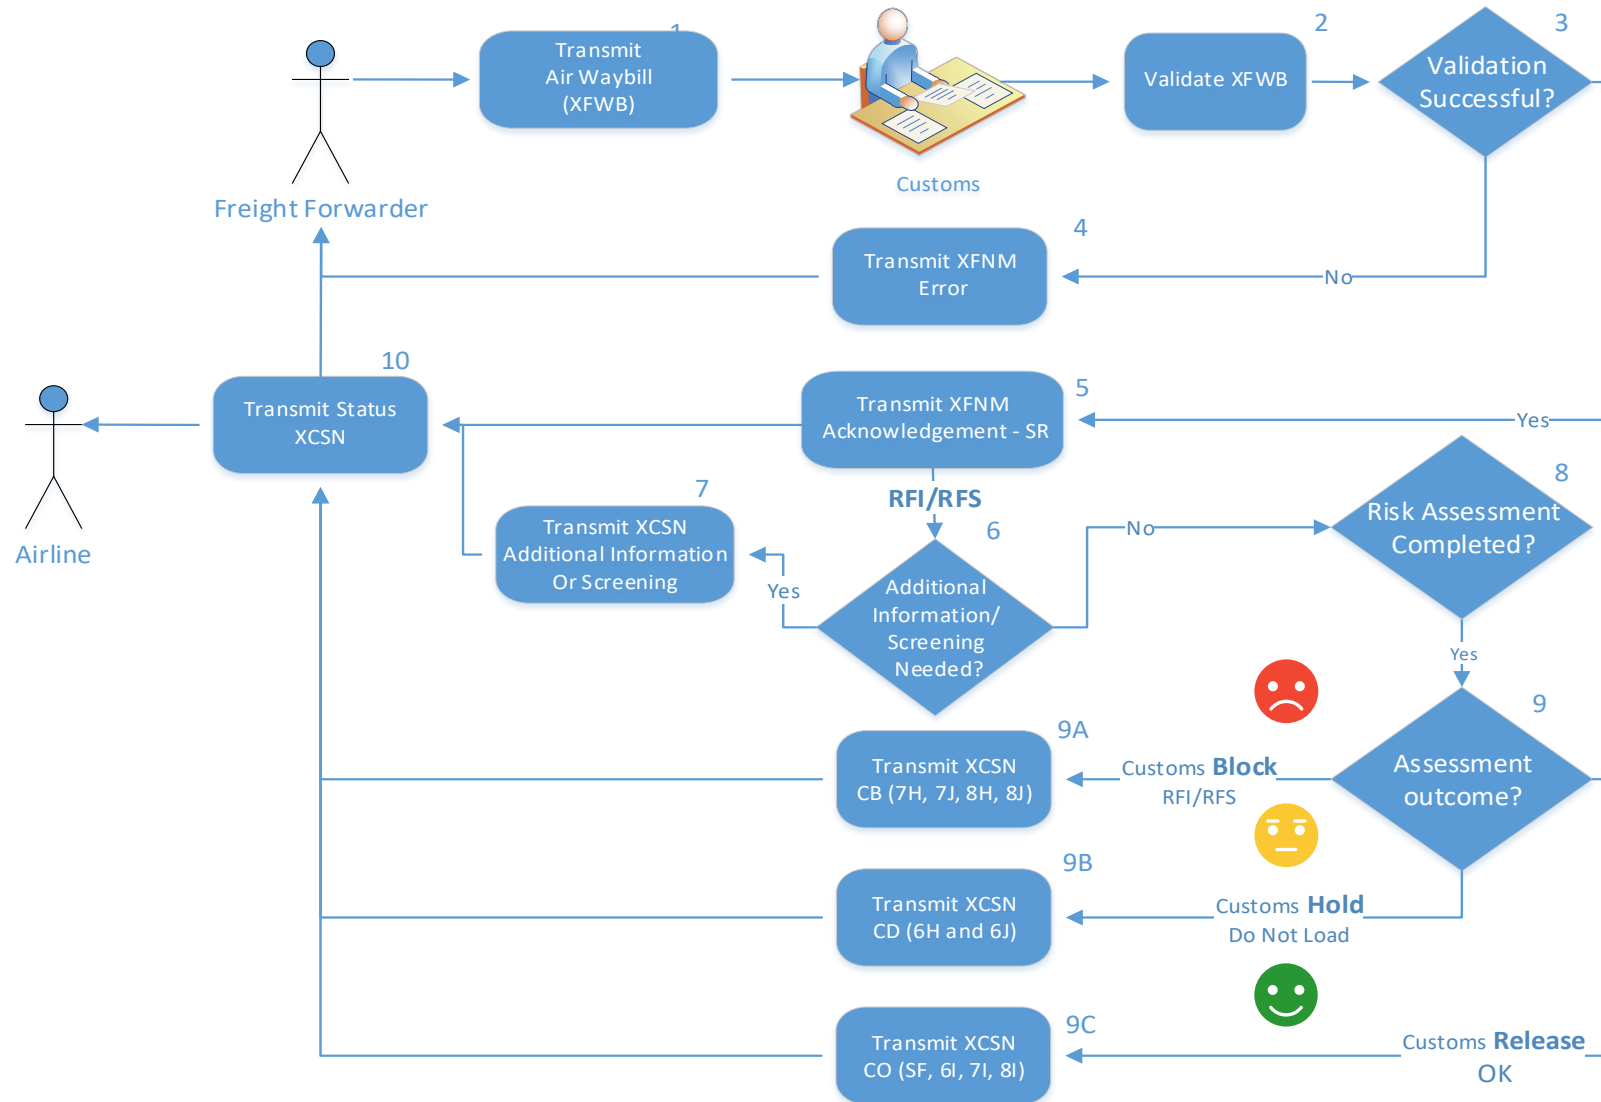 1
Transmit
Air Waybill
(XFWB)
Customs
2
Validate XFWB
3
Validation
Successful?
Freight Forwarder
4
Transmit XFNM
Error
No
10
Transmit Status
XCSN
Airline
5
Transmit XFNM
Acknowledgement - SR
Yes
RFI/RFS
7
Transmit XCSN
Additional Information
Or Screening
Yes
6
Additional
Information/
Screening
Needed?
No
8
Risk Assessment
Completed?
Yes
9
Assessment
outcome?
9A
Transmit XCSN
CB (7H, 7J, 8H, 8J)
Customs Block
RFI/RFS
9B
Transmit XCSN
CD (6H and 6J)
Customs Hold
Do Not Load
9C
Transmit XCSN
CO (SF, 6I, 7I, 8I)
Customs Release
OK